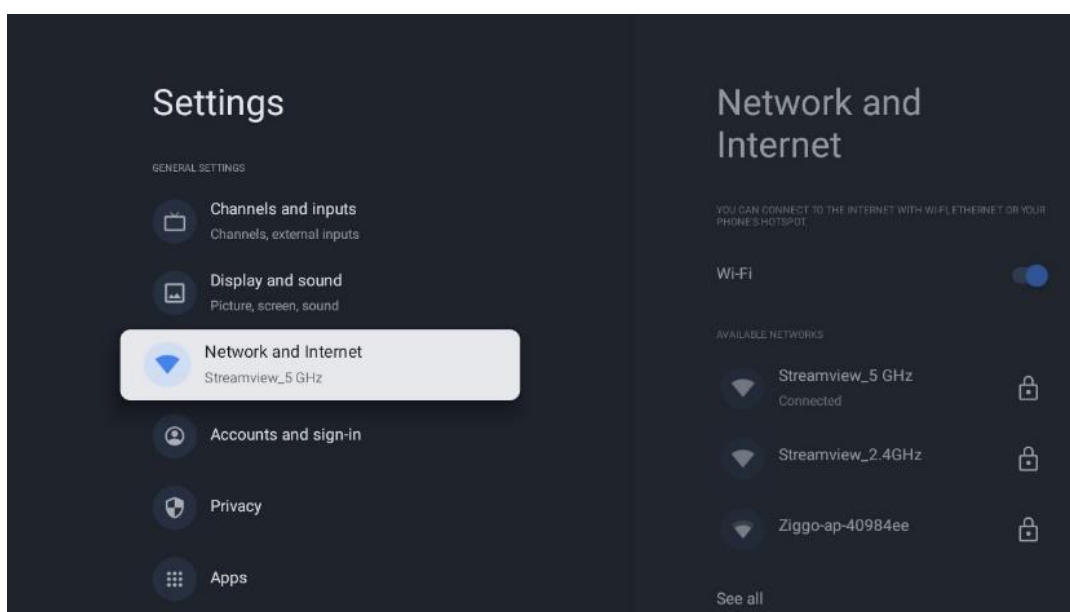 Settings
GENERAL SETTINGS
Channels and inputs
Channels, external inputs
Display and sound
Picture, screen, sound
Network and Internet
Streamview_5 GHz
Accounts and sign-in
Privacy
Apps
Network and
Internet
YOU CAN CONNECT TO THE INTERNET WITH WI-FI, ETHERNET OR YOUR
PHONE'S HOTSPOT.
Wi-Fi
AVAILABLE NETWORKS
Streamview_5 GHz
Connected
Streamview_2.4GHz
Ziggo-ap-40984ee
See all